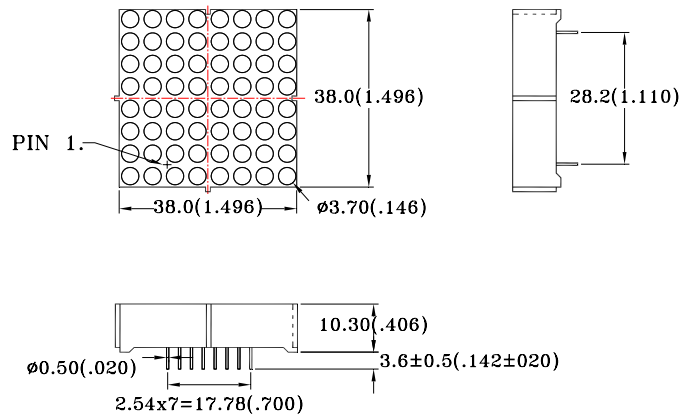 38.0(1.496)
28.2(1.110)
PIN 1.
38.0(1.496)
ø3.70(.146)
10.30(.406)
ø0.50(.020)
3.6±0.5(.142±020)
2.54x7=17.78(.700)